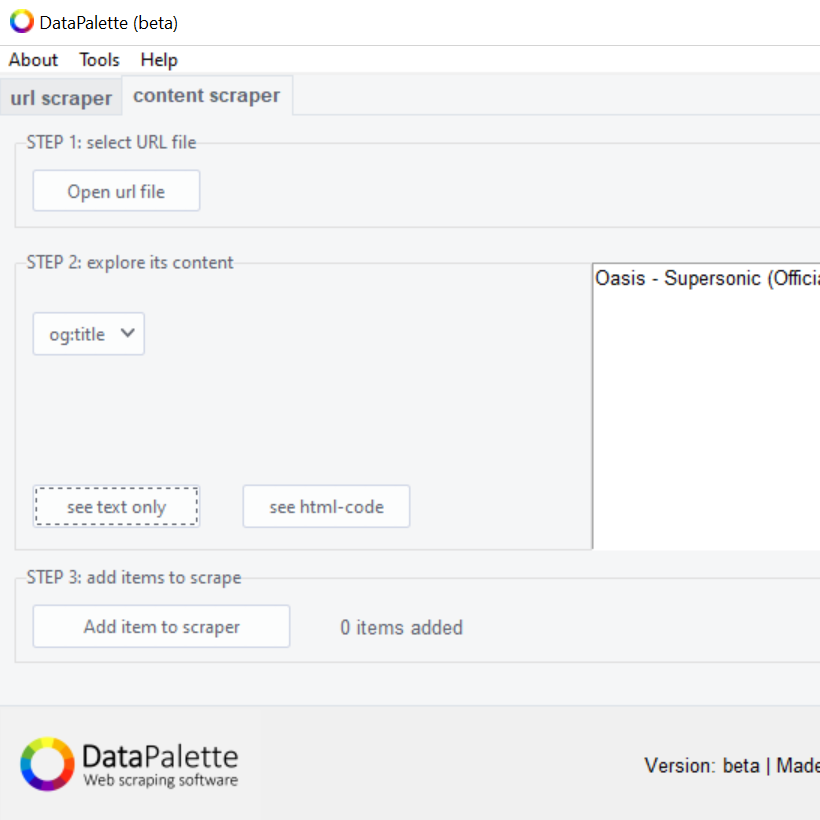 DataPalette (beta)
About Tools Help
url scraper content scraper
STEP 1: select URL file
Open url file
STEP 2: explore its content
Oasis - Supersonic (Offici
og:title
see text only see html-code
STEP 3: add items to scrape
Add item to scraper 0 items added
DataPalette
Web scraping software
Version: beta | Made